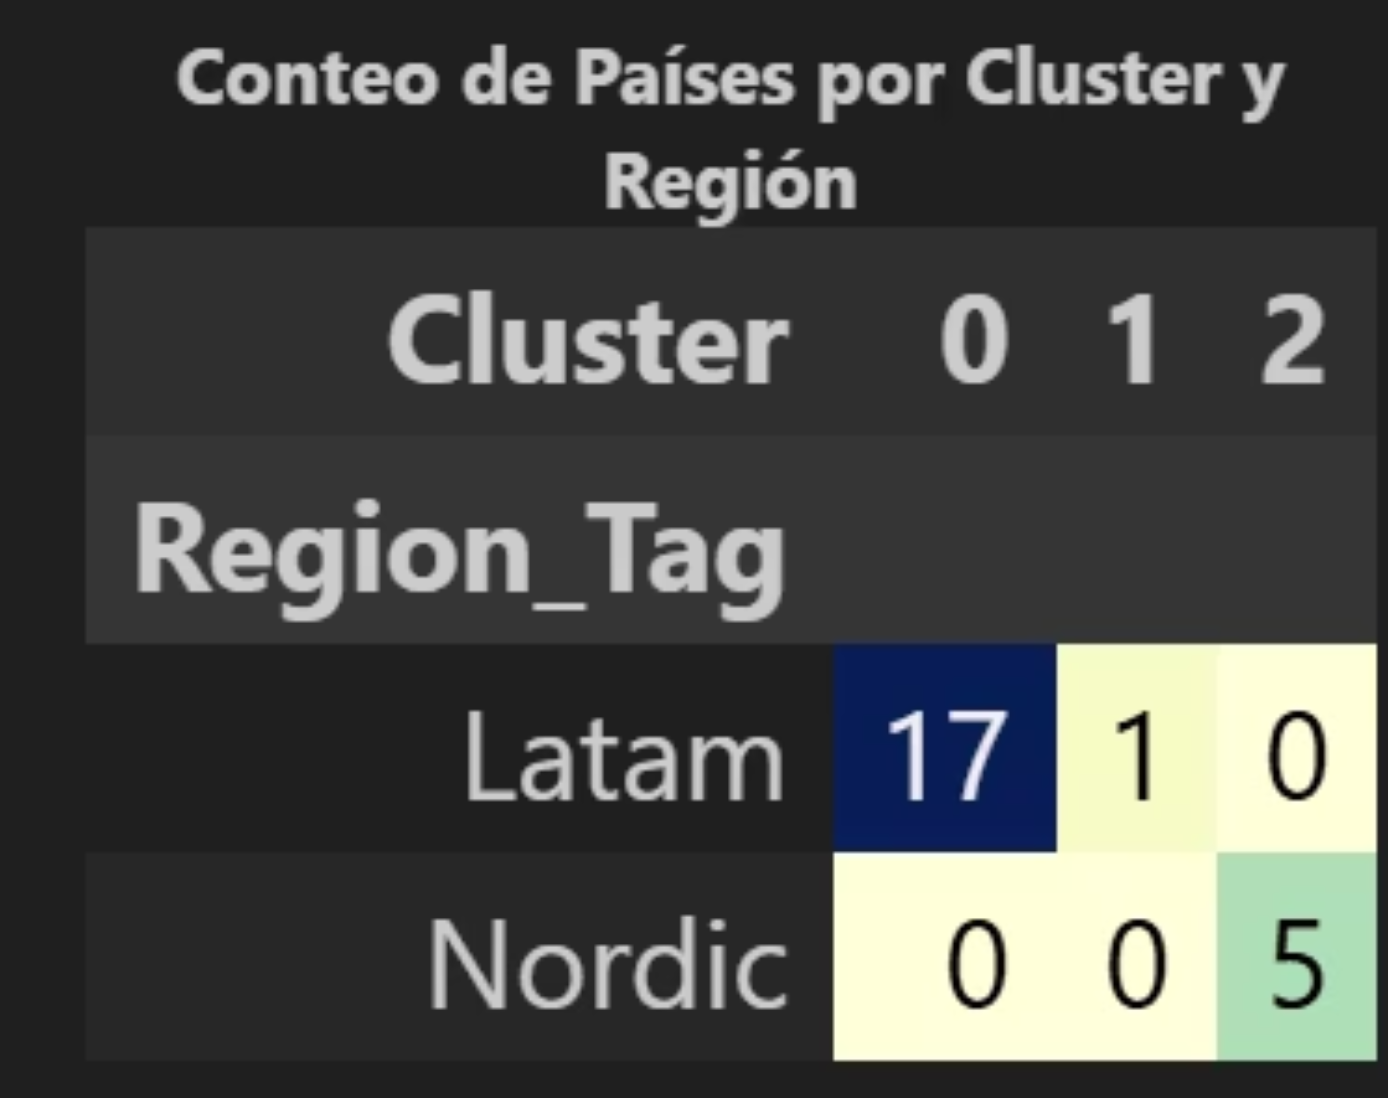 Conteo de Países por Cluster y
Región
Cluster 0 1 2
Region_Tag
Latam 17 1 0
Nordic 0 0 5